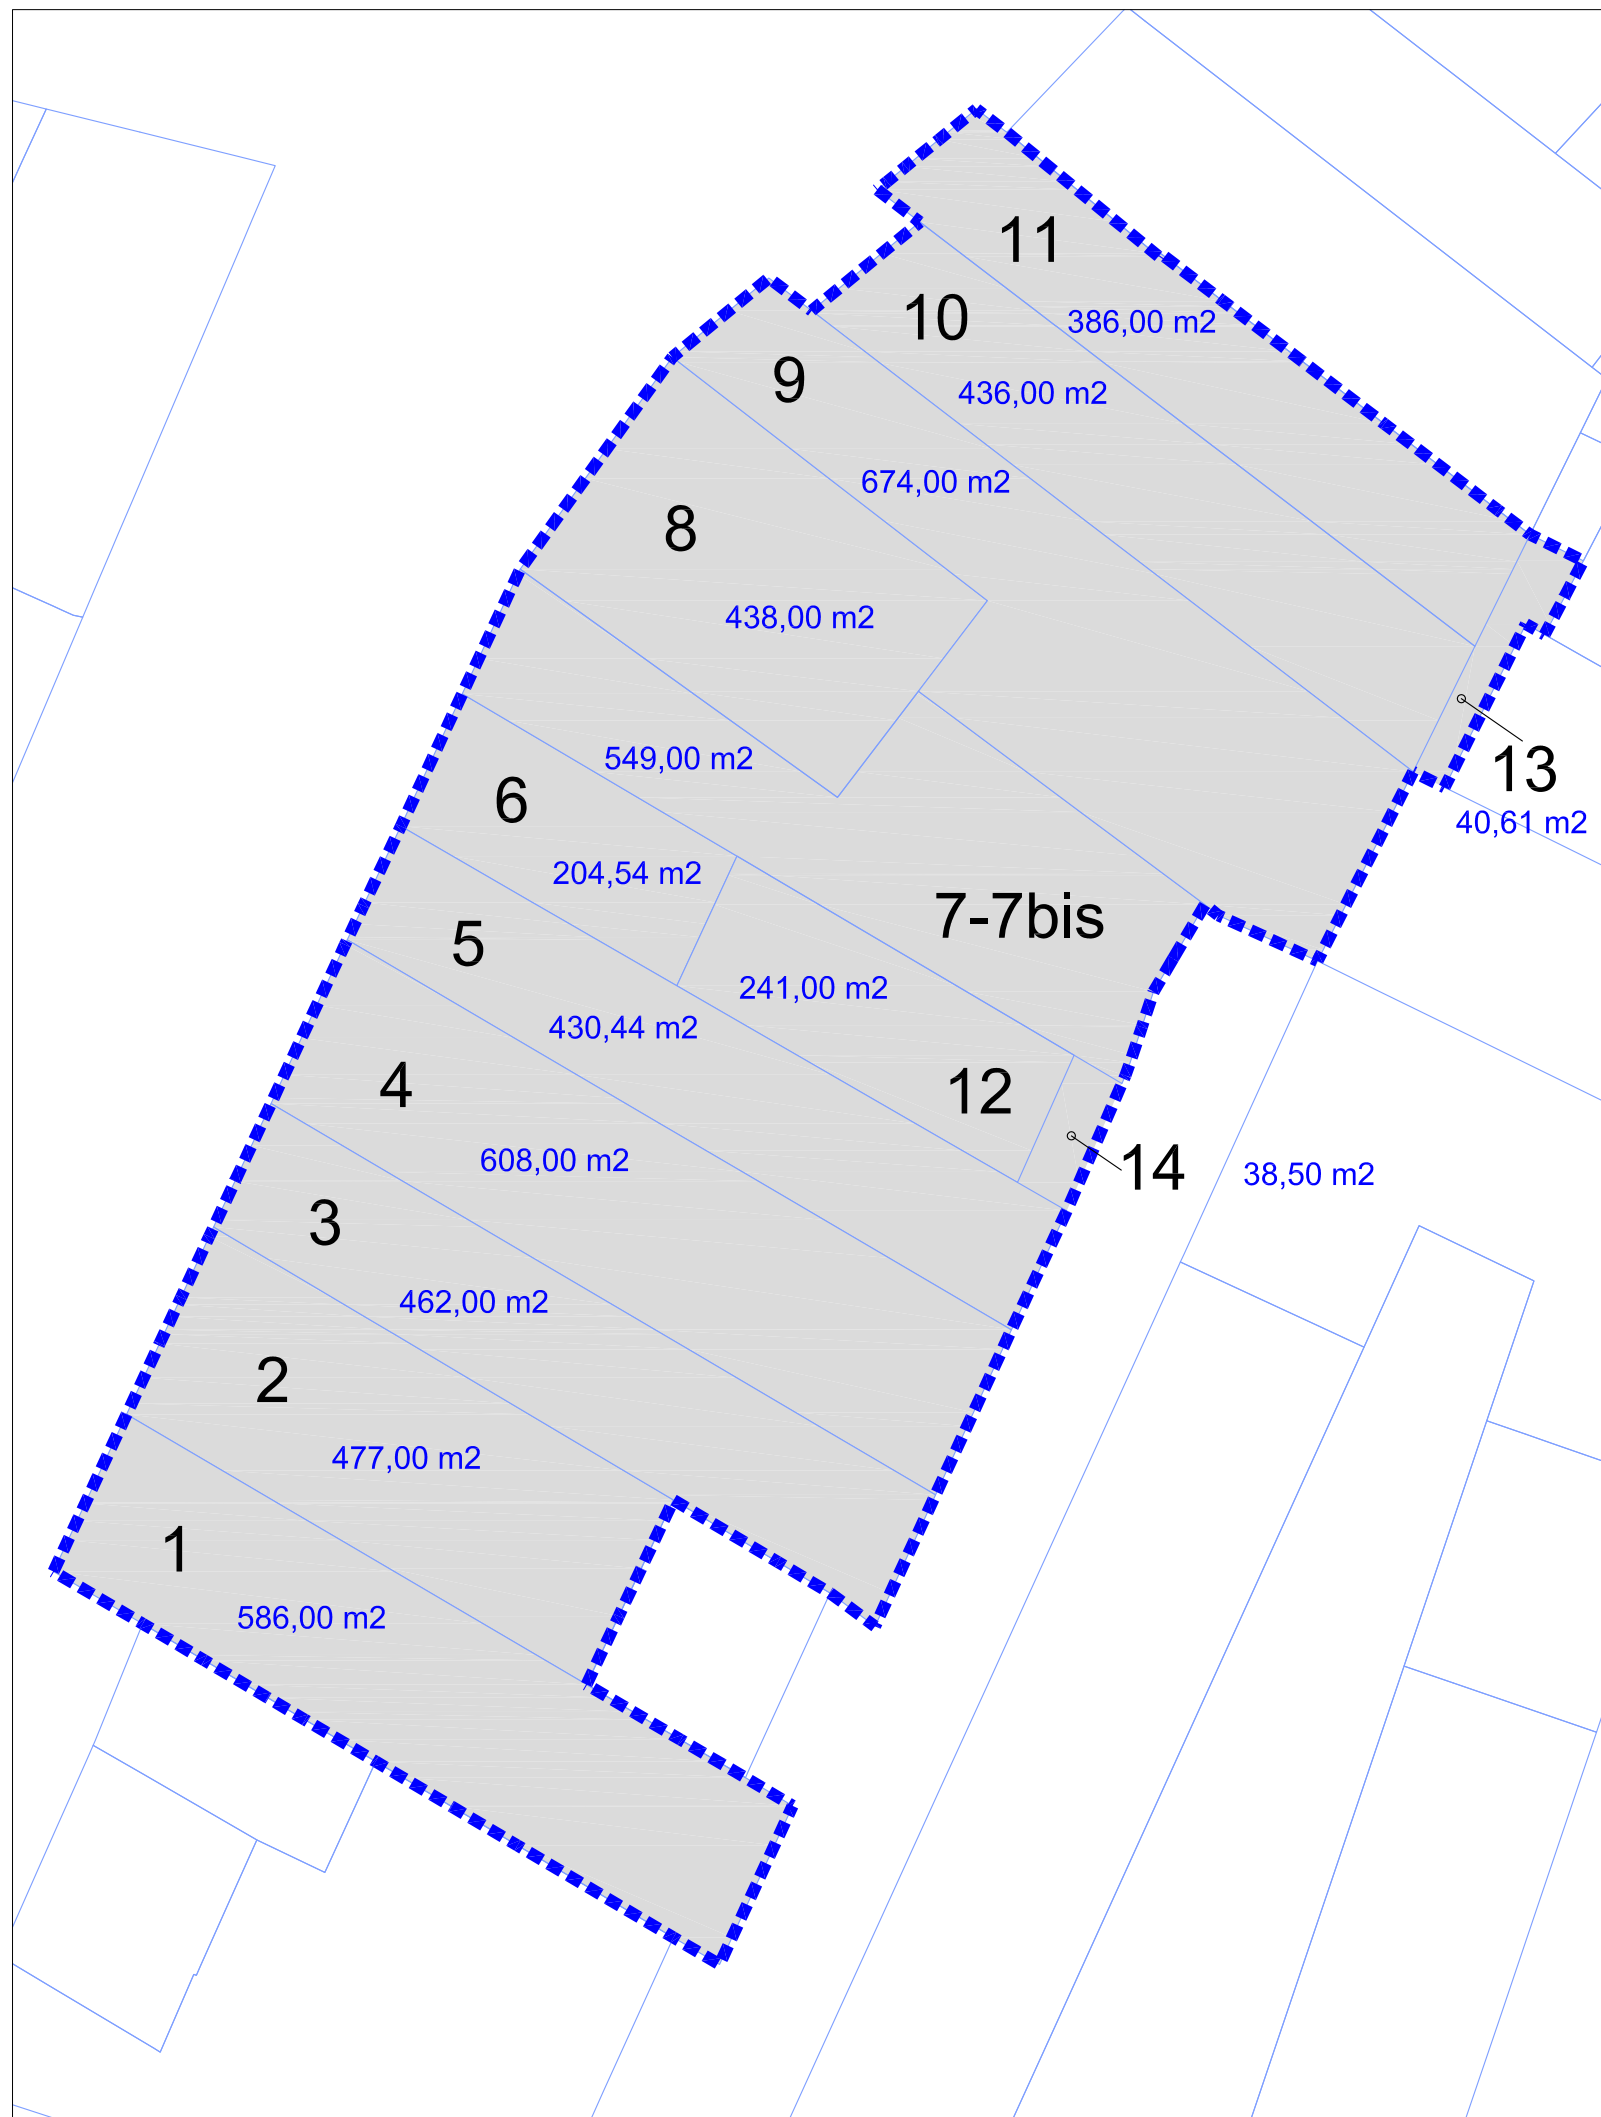 11
386,00 m2
10
436,00 m2
9
674,00 m2
8
438,00 m2
13
40,61 m2
549,00 m2
6
204,54 m2
7-7bis
5
241,00 m2
430,44 m2
4
12
608,00 m2
14
38,50 m2
3
462,00 m2
2
477,00 m2
1
586,00 m2